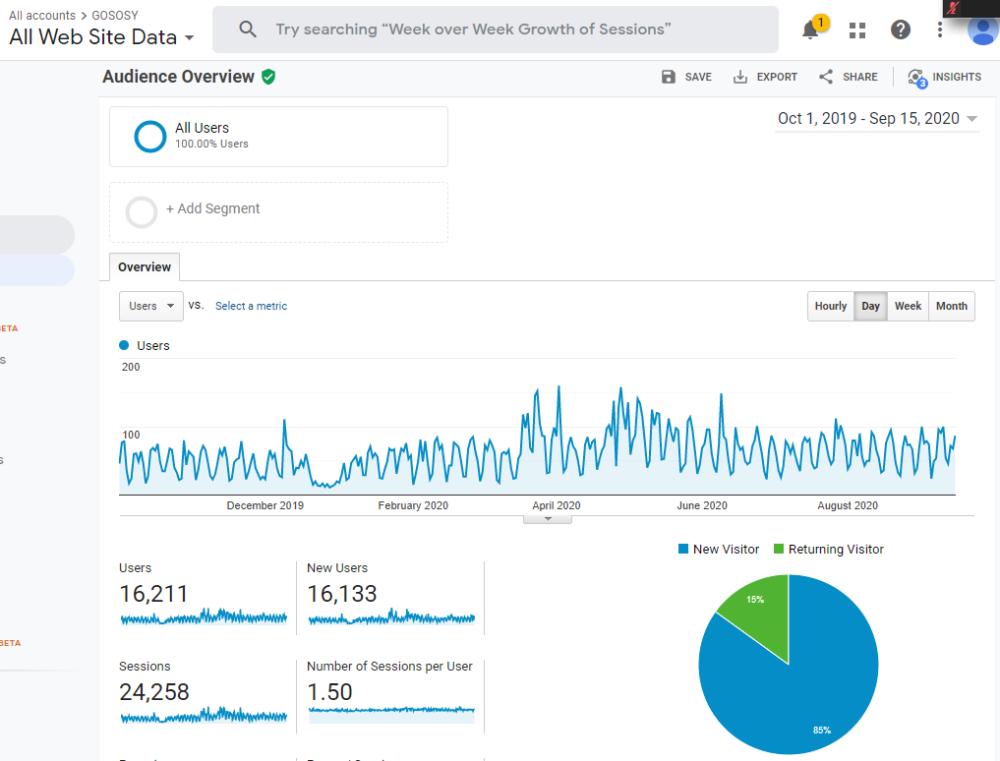 All accounts > GOSOSY
All Web Site Data
Try searching “Week over Week Growth of Sessions”
1
Audience Overview
SAVE
EXPORT
SHARE
3
INSIGHTS
All Users
100.00% Users
Oct 1, 2019 - Sep 15, 2020
+ Add Segment
Overview
Users
vs.
Select a metric
Hourly
Day
Week
Month
BETA
Users
200
100
December 2019
February 2020
April 2020
June 2020
August 2020
New Visitor
Returning Visitor
Users
16,211
New Users
16,133
15%
85%
Sessions
24,258
Number of Sessions per User
1.50
BETA